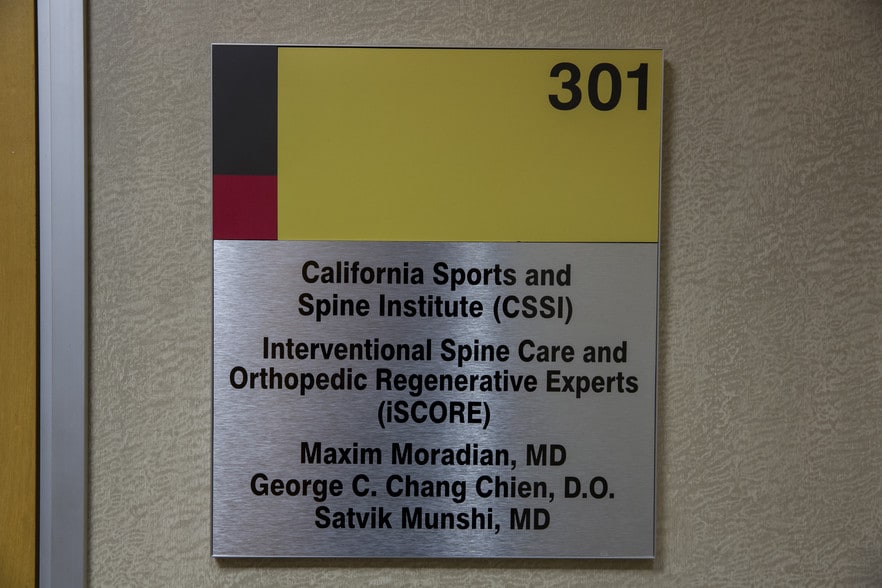 301
California Sports and
Spine Institute (CSSI)
Interventional Spine Care and
Orthopedic Regenerative Experts
(iSCORE)
Maxim Moradian, MD
George C. Chang Chien, D.O.
Satvik Munshi, MD